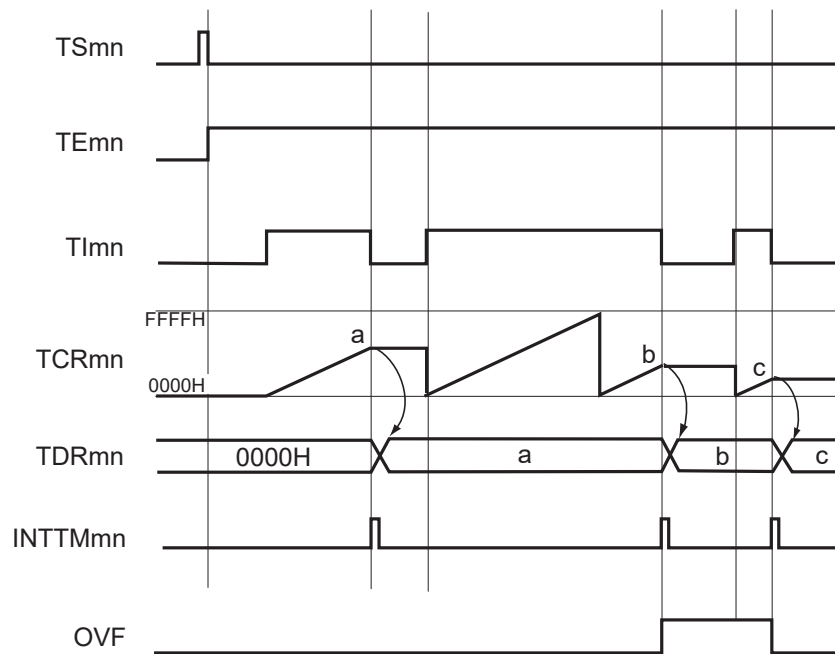 TSmn
TEmn
TImn
FFFFH
a
b
c
TCRmn
0000H
TDRmn
0000H
a
b
c
INTTMmn
OVF